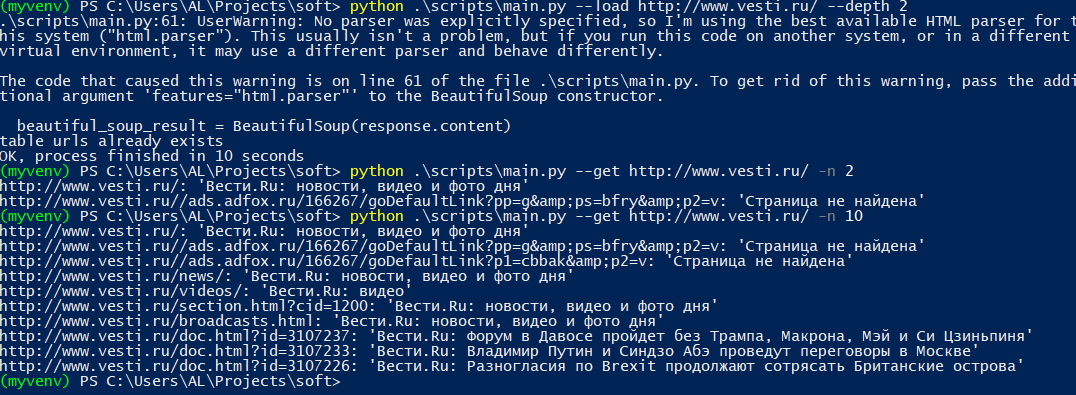 (myvenv) PS C:\Users\AL\Projects\soft> python .\scripts\main.py --load http://www.vesti.ru/ --depth 2
.\scripts\main.py:61: UserWarning: No parser was explicitly specified, so I'm using the best available HTML parser for t
his system ("html.parser"). This usually isn't a problem, but if you run this code on another system, or in a different
virtual environment, it may use a different parser and behave differently.
The code that caused this warning is on line 61 of the file .\scripts\main.py. To get rid of this warning, pass the addi
tional argument 'features="html.parser"' to the BeautifulSoup constructor.
beautiful_soup_result = BeautifulSoup(response.content)
table urls already exists
OK, process finished in 10 seconds
(myvenv) PS C:\Users\AL\Projects\soft> python .\scripts\main.py --get http://www.vesti.ru/ -n 2
http://www.vesti.ru/: 'Вести.Ru: новости, видео и фото дня'
http://www.vesti.ru//ads.adfox.ru/166267/goDefaultLink?pp=g&amp;ps=bfry&amp;p2=v: 'Страница не найдена'
(myvenv) PS C:\Users\AL\Projects\soft> python .\scripts\main.py --get http://www.vesti.ru/ -n 10
http://www.vesti.ru/: 'Вести.Ru: новости, видео и фото дня'
http://www.vesti.ru//ads.adfox.ru/166267/goDefaultLink?pp=g&amp;ps=bfry&amp;p2=v: 'Страница не найдена'
http://www.vesti.ru//ads.adfox.ru/166267/goDefaultLink?p1=cbbak&amp;p2=v: 'Страница не найдена'
http://www.vesti.ru/news/: 'Вести.Ru: новости, видео и фото дня'
http://www.vesti.ru/videos/: 'Вести.Ru: видео'
http://www.vesti.ru/section.html?cid=1200: 'Вести.Ru: новости, видео и фото дня'
http://www.vesti.ru/broadcasts.html: 'Вести.Ru: новости, видео и фото дня'
http://www.vesti.ru/doc.html?id=3107237: 'Вести.Ru: Форум в Давосе пройдет без Трампа, Макрона, Мэй и Си Цзиньпиня'
http://www.vesti.ru/doc.html?id=3107233: 'Вести.Ru: Владимир Путин и Синдзо Абэ проведут переговоры в Москве'
http://www.vesti.ru/doc.html?id=3107226: 'Вести.Ru: Разногласия по Brexit продолжают сотрясать Британские острова'
(myvenv) PS C:\Users\AL\Projects\soft>